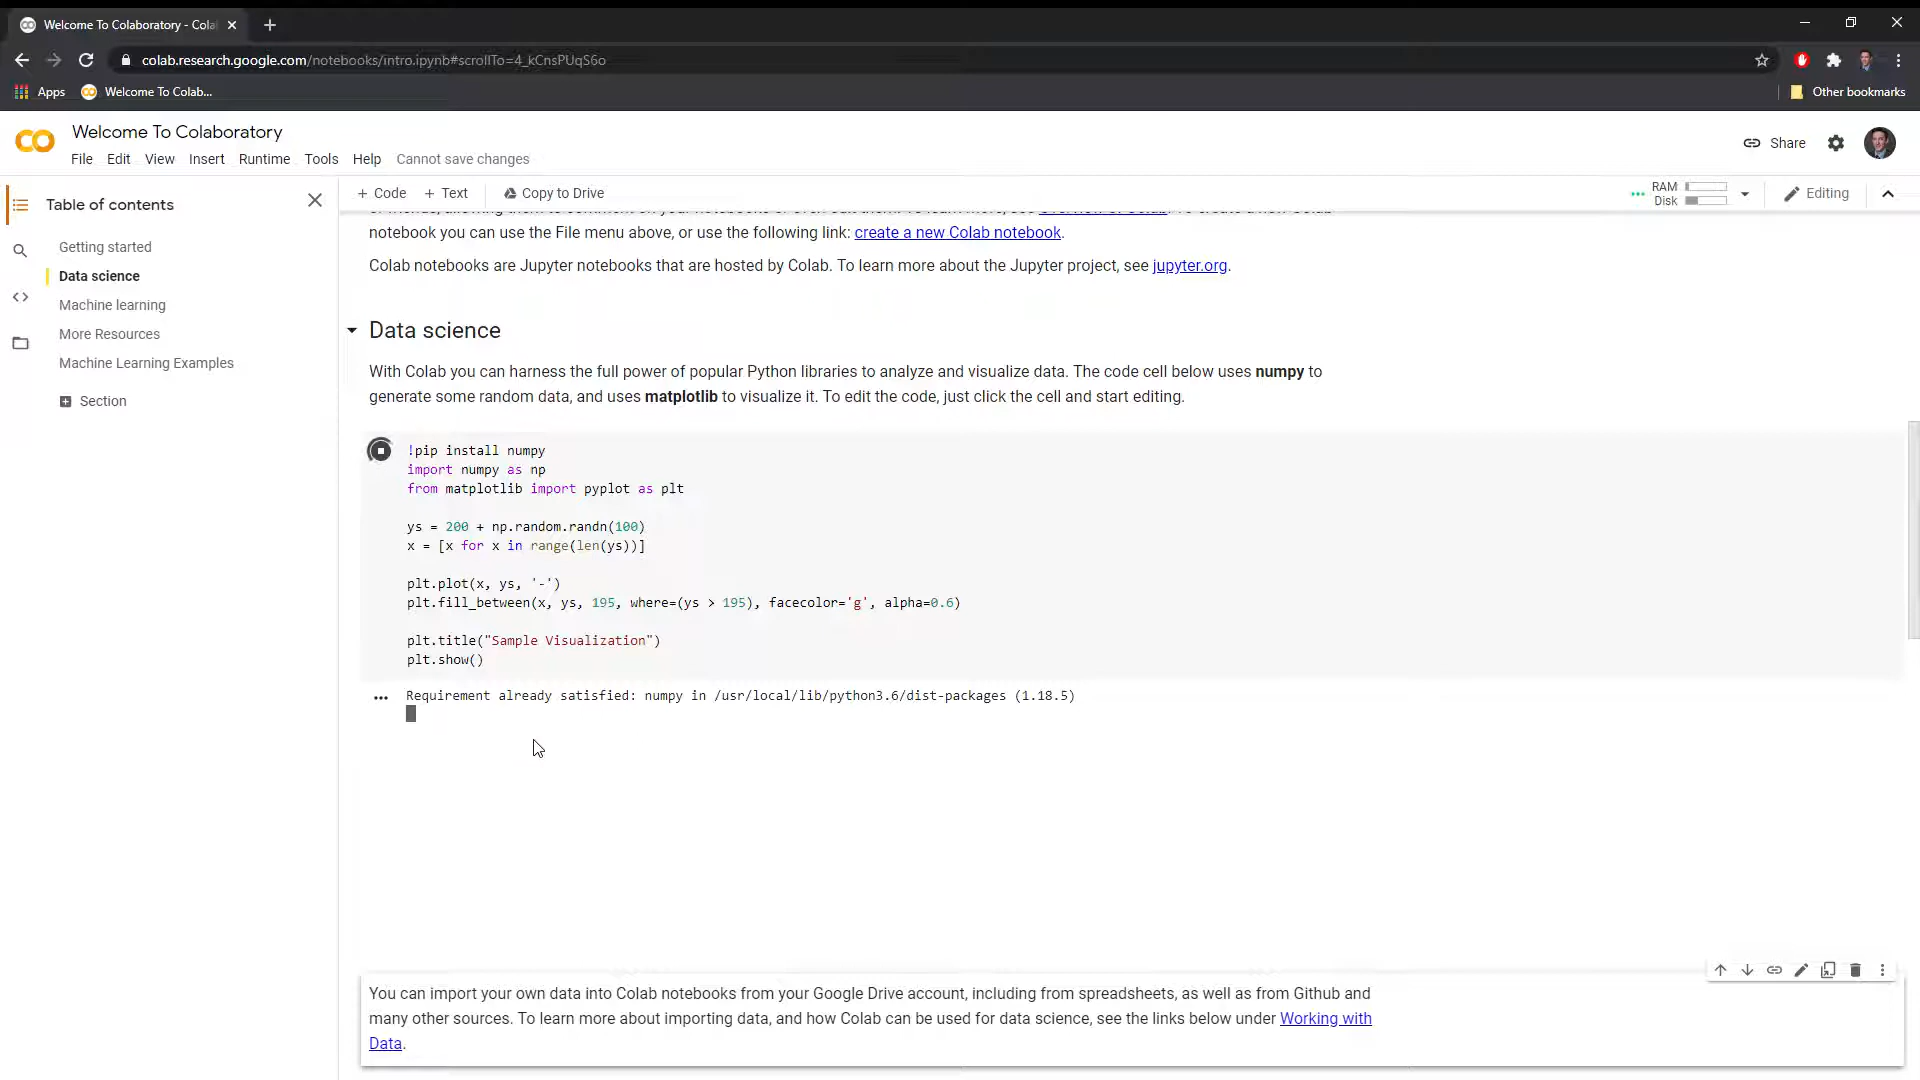 Welcome To Colaboratory - Cola
colab.research.google.com/notebooks/intro.ipynb#scrollTo=4_kCnsPUqS6o
Apps Welcome To Colab... Other bookmarks
Welcome To Colaboratory
File Edit View Insert Runtime Tools Help Cannot save changes
Share
Table of contents
Getting started
Data science
Machine learning
More Resources
Machine Learning Examples
Section
+ Code + Text Copy to Drive
RAM
Disk
Editing
notebook you can use the File menu above, or use the following link: create a new Colab notebook.
Colab notebooks are Jupyter notebooks that are hosted by Colab. To learn more about the Jupyter project, see jupyter.org.
Data science
With Colab you can harness the full power of popular Python libraries to analyze and visualize data. The code cell below uses numpy to
generate some random data, and uses matplotlib to visualize it. To edit the code, just click the cell and start editing.
!pip install numpy
import numpy as np
from matplotlib import pyplot as plt
ys = 200 + np.random.randn(100)
x = [x for x in range(len(ys))]
plt.plot(x, ys, '-')
plt.fill_between(x, ys, 195, where=(ys > 195), facecolor='g', alpha=0.6)
plt.title("Sample Visualization")
plt.show()
Requirement already satisfied: numpy in /usr/local/lib/python3.6/dist-packages (1.18.5)
You can import your own data into Colab notebooks from your Google Drive account, including from spreadsheets, as well as from Github and
many other sources. To learn more about importing data, and how Colab can be used for data science, see the links below under Working with
Data.